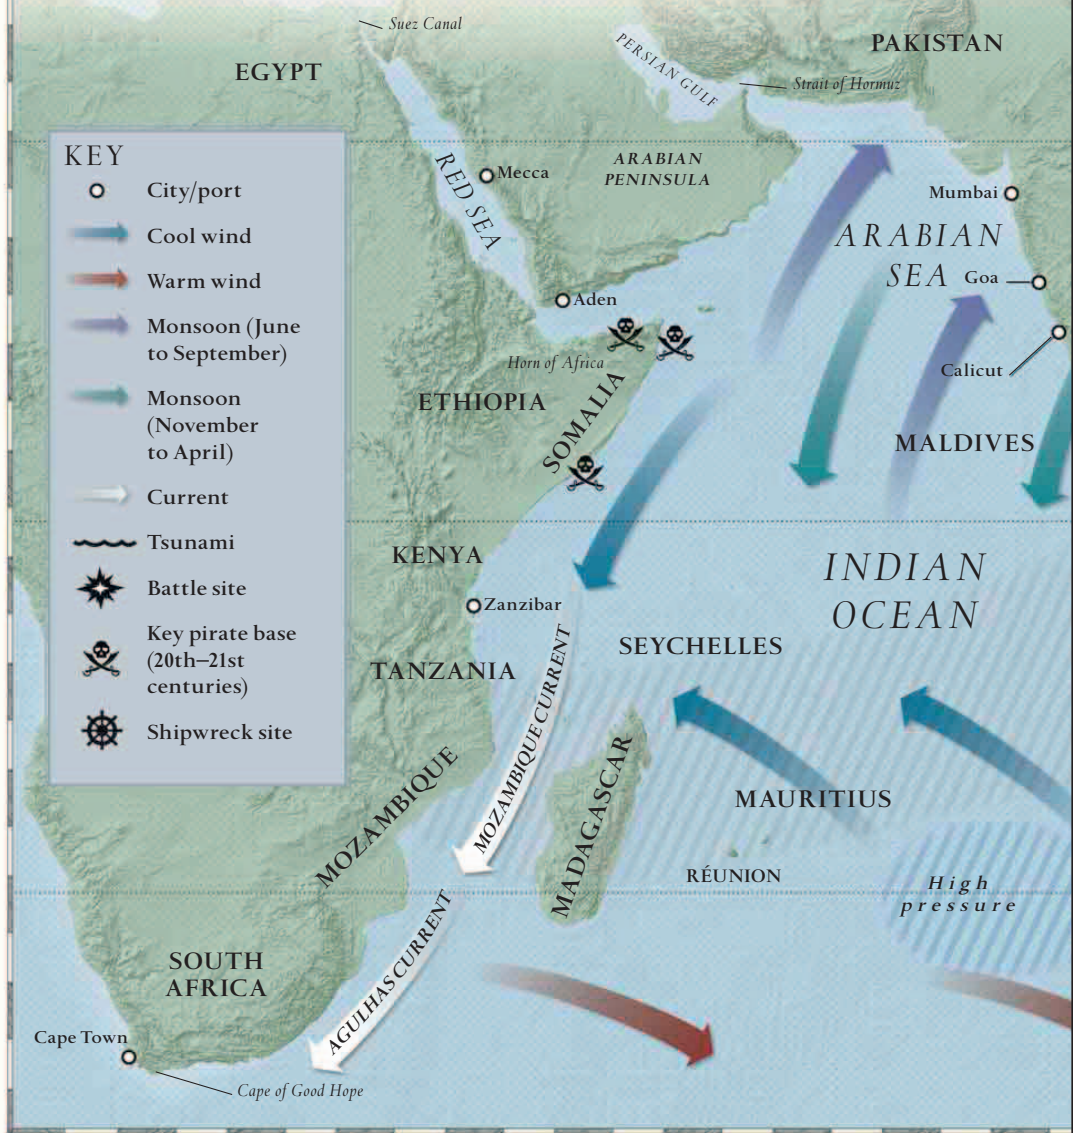 Suez Canal
EGYPT
PERSIAN GULF
PAKISTAN
Strait of Hormuz
KEY
City/port
Cool wind
Warm wind
Monsoon (June
to September)
Monsoon
(November
to April)
Current
Tsunami
Battle site
Key pirate base
(20th–21st
centuries)
Shipwreck site
RED SEA
Mecca
ARABIAN
PENINSULA
Mumbai
ARABIAN
SEA
Goa
Aden
Horn of Africa
Calicut
ETHIOPIA
SOMALIA
MALDIVES
KENYA
INDIAN
OCEAN
Zanzibar
SEYCHELLES
TANZANIA
MOZAMBIQUE CURRENT
MOZAMBIQUE
MADAGASCAR
MAURITIUS
RÉUNION
High
pressure
AGULHAS CURRENT
SOUTH
AFRICA
Cape Town
Cape of Good Hope